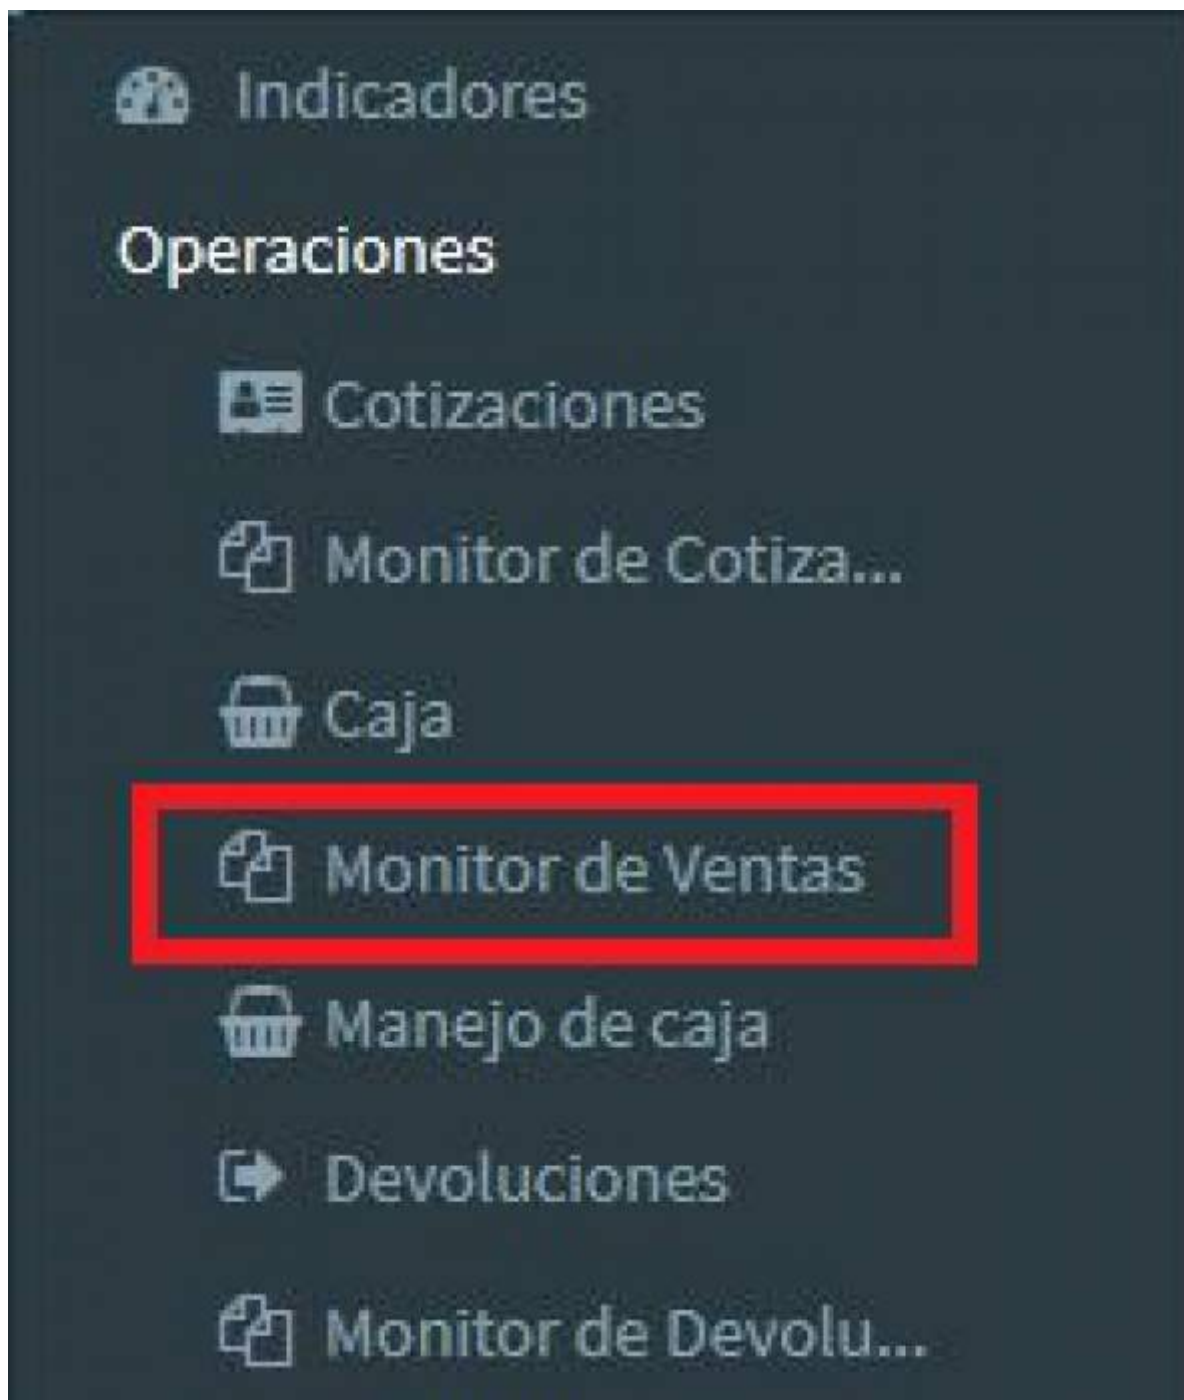 Indicadores
Operaciones
Cotizaciones
Monitor de Cotiza...
Caja
Monitor de Ventas
Manejo de caja
Devoluciones
Monitor de Devolu...